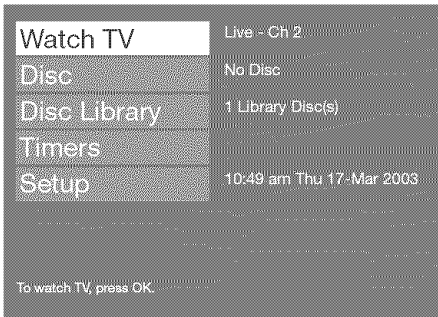 Watch TV
Live - Ch 2
Disc
No Disc
Disc Library
1 Library Disc(s)
Timers
Setup
10:49 am Thu 17-Mar 2003
To watch TV, press OK.